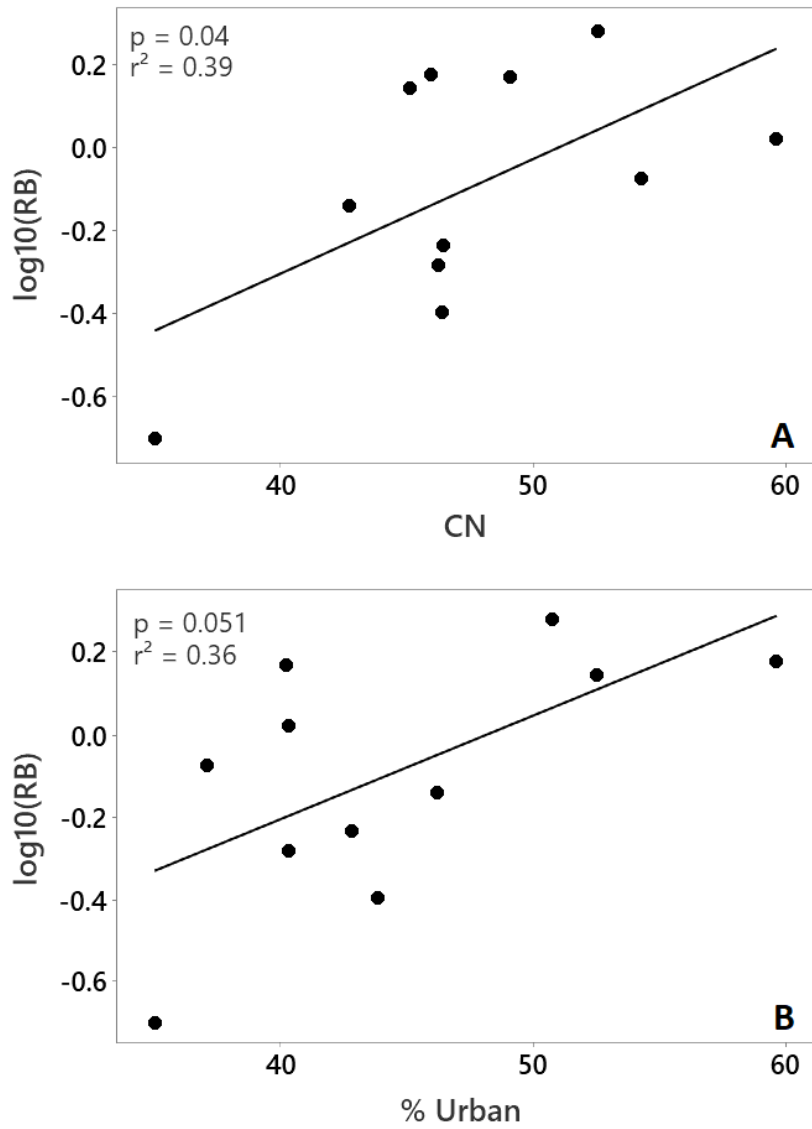 p = 0.04
r² = 0.39
0.2
0.0
-0.2
-0.4
-0.6
log10(RB)
A
40 50 60
CN
p = 0.051
r² = 0.36
0.2
0.0
-0.2
-0.4
-0.6
log10(RB)
B
40 50 60
% Urban